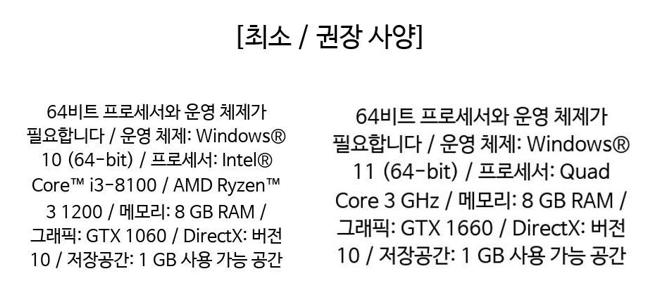 [최소 / 권장 사양]
64비트 프로세서와 운영 체제가
필요합니다 / 운영 체제: Windows®
10 (64-bit) / 프로세서: Intel®
Core™ i3-8100 / AMD Ryzen™
3 1200 / 메모리: 8 GB RAM /
그래픽: GTX 1060 / DirectX: 버전
10 / 저장공간: 1 GB 사용 가능 공간
64비트 프로세서와 운영 체제가
필요합니다 / 운영 체제: Windows®
11 (64-bit) / 프로세서: Quad
Core 3 GHz / 메모리: 8 GB RAM /
그래픽: GTX 1660 / DirectX: 버전
10 / 저장공간: 1 GB 사용 가능 공간